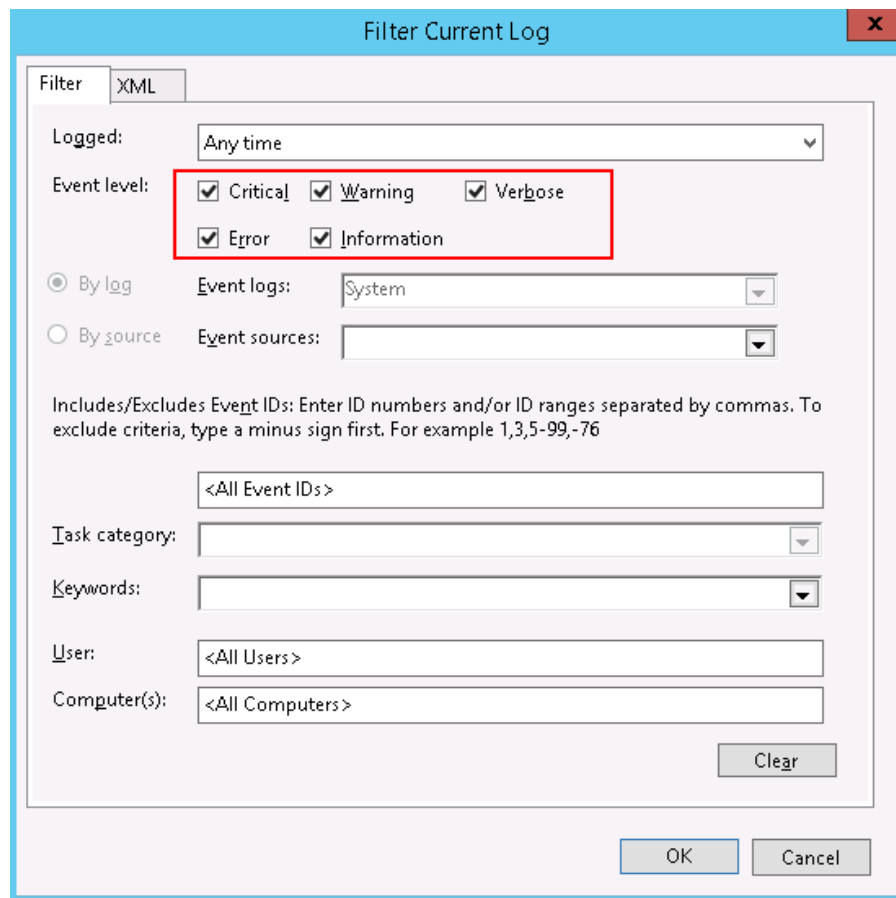 Filter Current Log
x
Filter XML
Logged: Any time
Event level: Critical Warning Verbose
Error Information
By log Event logs: System
By source Event sources:
Includes/Excludes Event IDs: Enter ID numbers and/or ID ranges separated by commas. To
exclude criteria, type a minus sign first. For example 1,3,5-99,-76
<All Event IDs>
Task category:
Keywords:
User: <All Users>
Computer(s): <All Computers>
Clear
OK Cancel